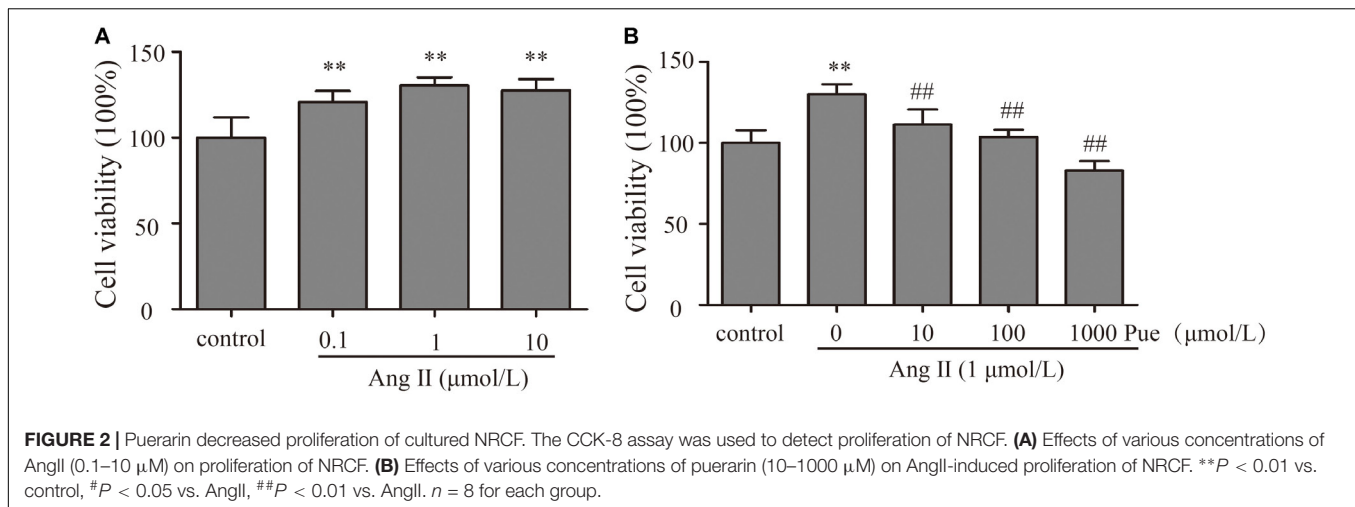 A
B
Cell viability (100%)
150
100
50
0
**
**
**
control
0.1
1
10
Ang II (μmol/L)
Cell viability (100%)
150
100
50
0
**
##
##
##
control
0
10
100
1000 Pue (μmol/L)
Ang II (1 μmol/L)
FIGURE 2 | Puerarin decreased proliferation of cultured NRCF. The CCK-8 assay was used to detect proliferation of NRCF. (A) Effects of various concentrations of
AngII (0.1–10 μM) on proliferation of NRCF. (B) Effects of various concentrations of puerarin (10–1000 μM) on AngII-induced proliferation of NRCF. **P < 0.01 vs.
control, #P < 0.05 vs. AngII, ##P < 0.01 vs. AngII. n = 8 for each group.